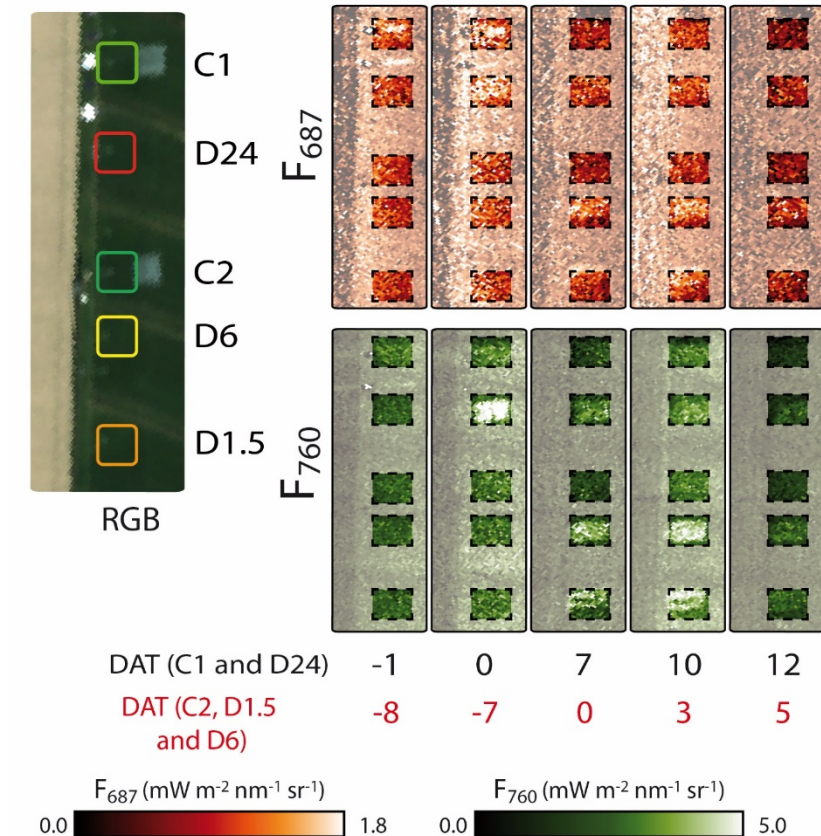 C1
D24
C2
D6
D1.5
RGB
F687
F760
DAT (C1 and D24) -1 0 7 10 12
DAT (C2, D1.5
and D6) -8 -7 0 3 5
F687 (mW m-2 nm-1 sr-1)
0.0 1.8
F760 (mW m-2 nm-1 sr-1)
0.0 5.0